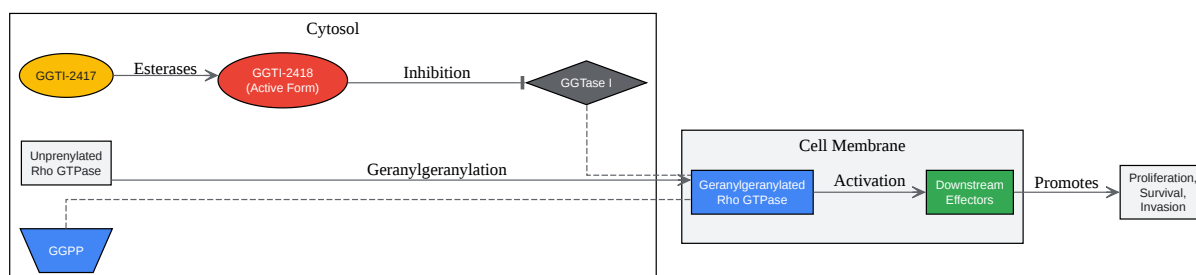 Cytosol
GGTI-2417
Esterases
GGTI-2418
(Active Form)
Inhibition
GGTase I
Unprenylated
Rho GTPase
Geranylgeranylation
GGPP
Cell Membrane
Geranylgeranylated
Rho GTPase
Activation
Downstream
Effectors
Promotes
Proliferation,
Survival,
Invasion